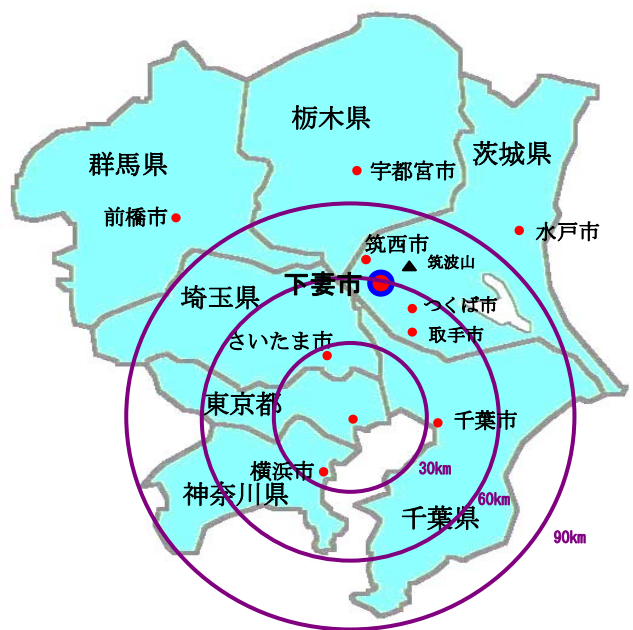 栃木県
茨城県
群馬県
宇都宮市
前橋市
水戸市
筑西市
筑波山
下妻市
埼玉県
つくば市
取手市
さいたま市
東京都
千葉市
横浜市
30km
神奈川県
60km
千葉県
90km